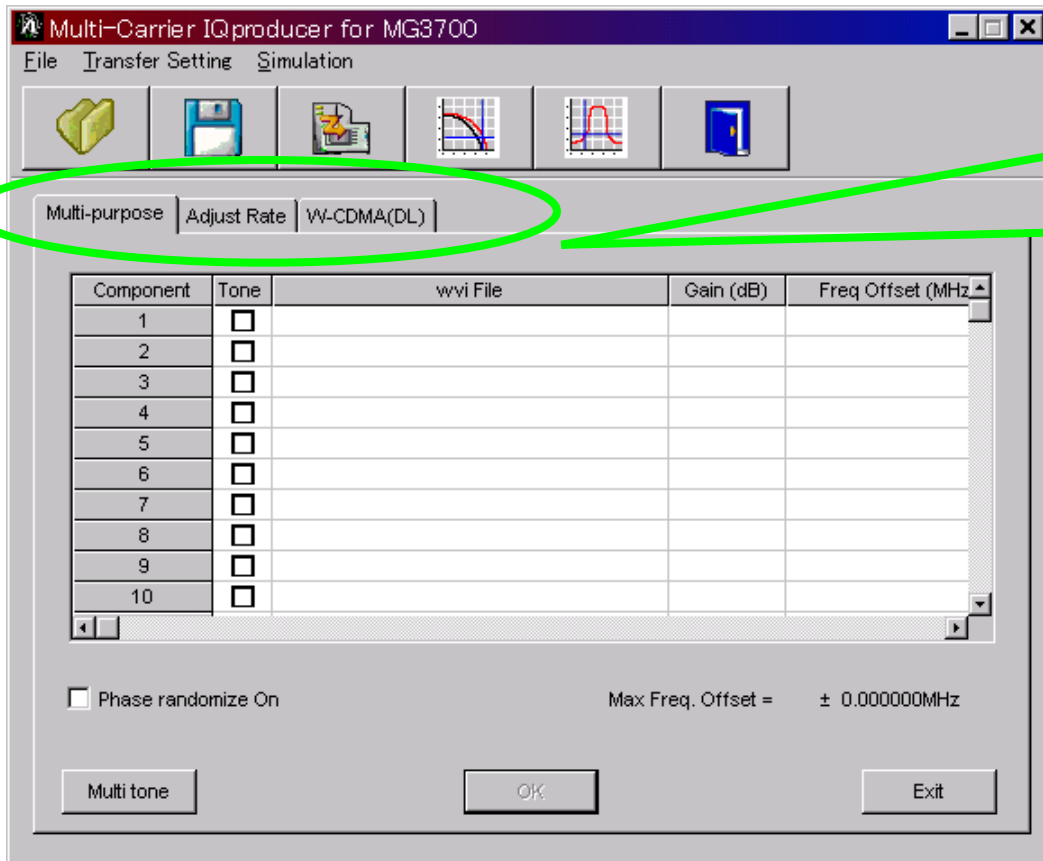 Multi-Carrier IQproducer for MG3700
File Transfer Setting Simulation
Multi-purpose Adjust Rate W-CDMA(DL)
Component Tone wvi File Gain (dB) Freq Offset (MHz
1
2
3
4
5
6
7
8
9
10
Phase randomize On Max Freq. Offset = ± 0.000000MHz
Multi tone OK Exit